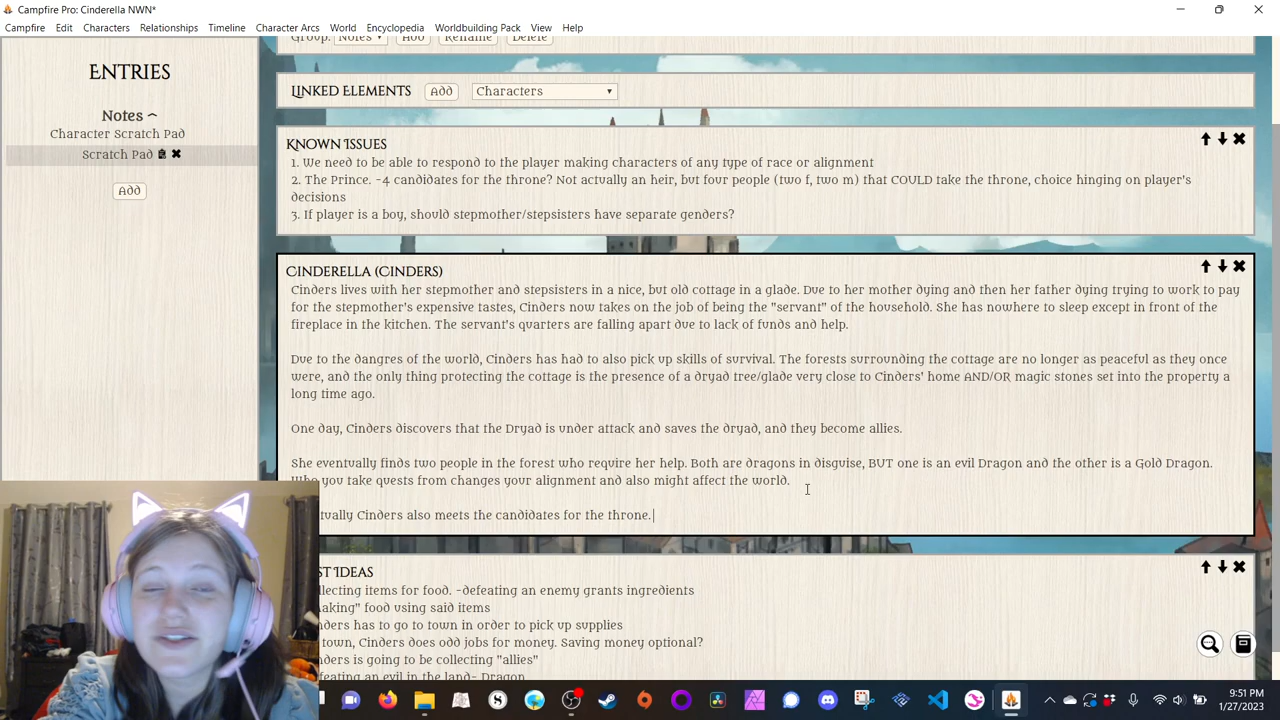 Campfire Pro: Cinderella NWN*
Campfire Edit Characters Relationships Timeline Character Arcs World Encyclopedia Worldbuilding Pack View Help
Group: Notes Add Rename Delete
Entries
Notes
Character Scratch Pad
Scratch Pad
Add
Linked Elements Add Characters
Known Issues
1. We need to be able to respond to the player making characters of any type of race or alignment
2. The Prince. -4 candidates for the throne? Not actually an heir, but four people (two f, two m) that COULD take the throne, choice hinging on player's
decisions
3. If player is a boy, should stepmother/stepsisters have separate genders?
Cinderella (Cinders)
Cinders lives with her stepmother and stepsisters in a nice, but old cottage in a glade. Due to her mother dying and then her father dying trying to work to pay
for the stepmother's expensive tastes, Cinders now takes on the job of being the "servant" of the household. She has nowhere to sleep except in front of the
fireplace in the kitchen. The servant's quarters are falling apart due to lack of funds and help.
Due to the dangres of the world, Cinders has had to also pick up skills of survival. The forests surrounding the cottage are no longer as peaceful as they once
were, and the only thing protecting the cottage is the presence of a dryad tree/glade very close to Cinders' home AND/OR magic stones set into the property a
long time ago.
One day, Cinders discovers that the Dryad is under attack and saves the dryad, and they become allies.
She eventually finds two people in the forest who require her help. Both are dragons in disguise, BUT one is an evil Dragon and the other is a Gold Dragon.
Who you take quests from changes your alignment and also might affect the world.
tually Cinders also meets the candidates for the throne.
st Ideas
llecting items for food. -defeating an enemy grants ingredients
aking" food using said items
nders has to go to town in order to pick up supplies
town, Cinders does odd jobs for money. Saving money optional?
nders is going to be collecting "allies"
efeating an evil in the land- Dragon
9:51 PM
1/27/2023